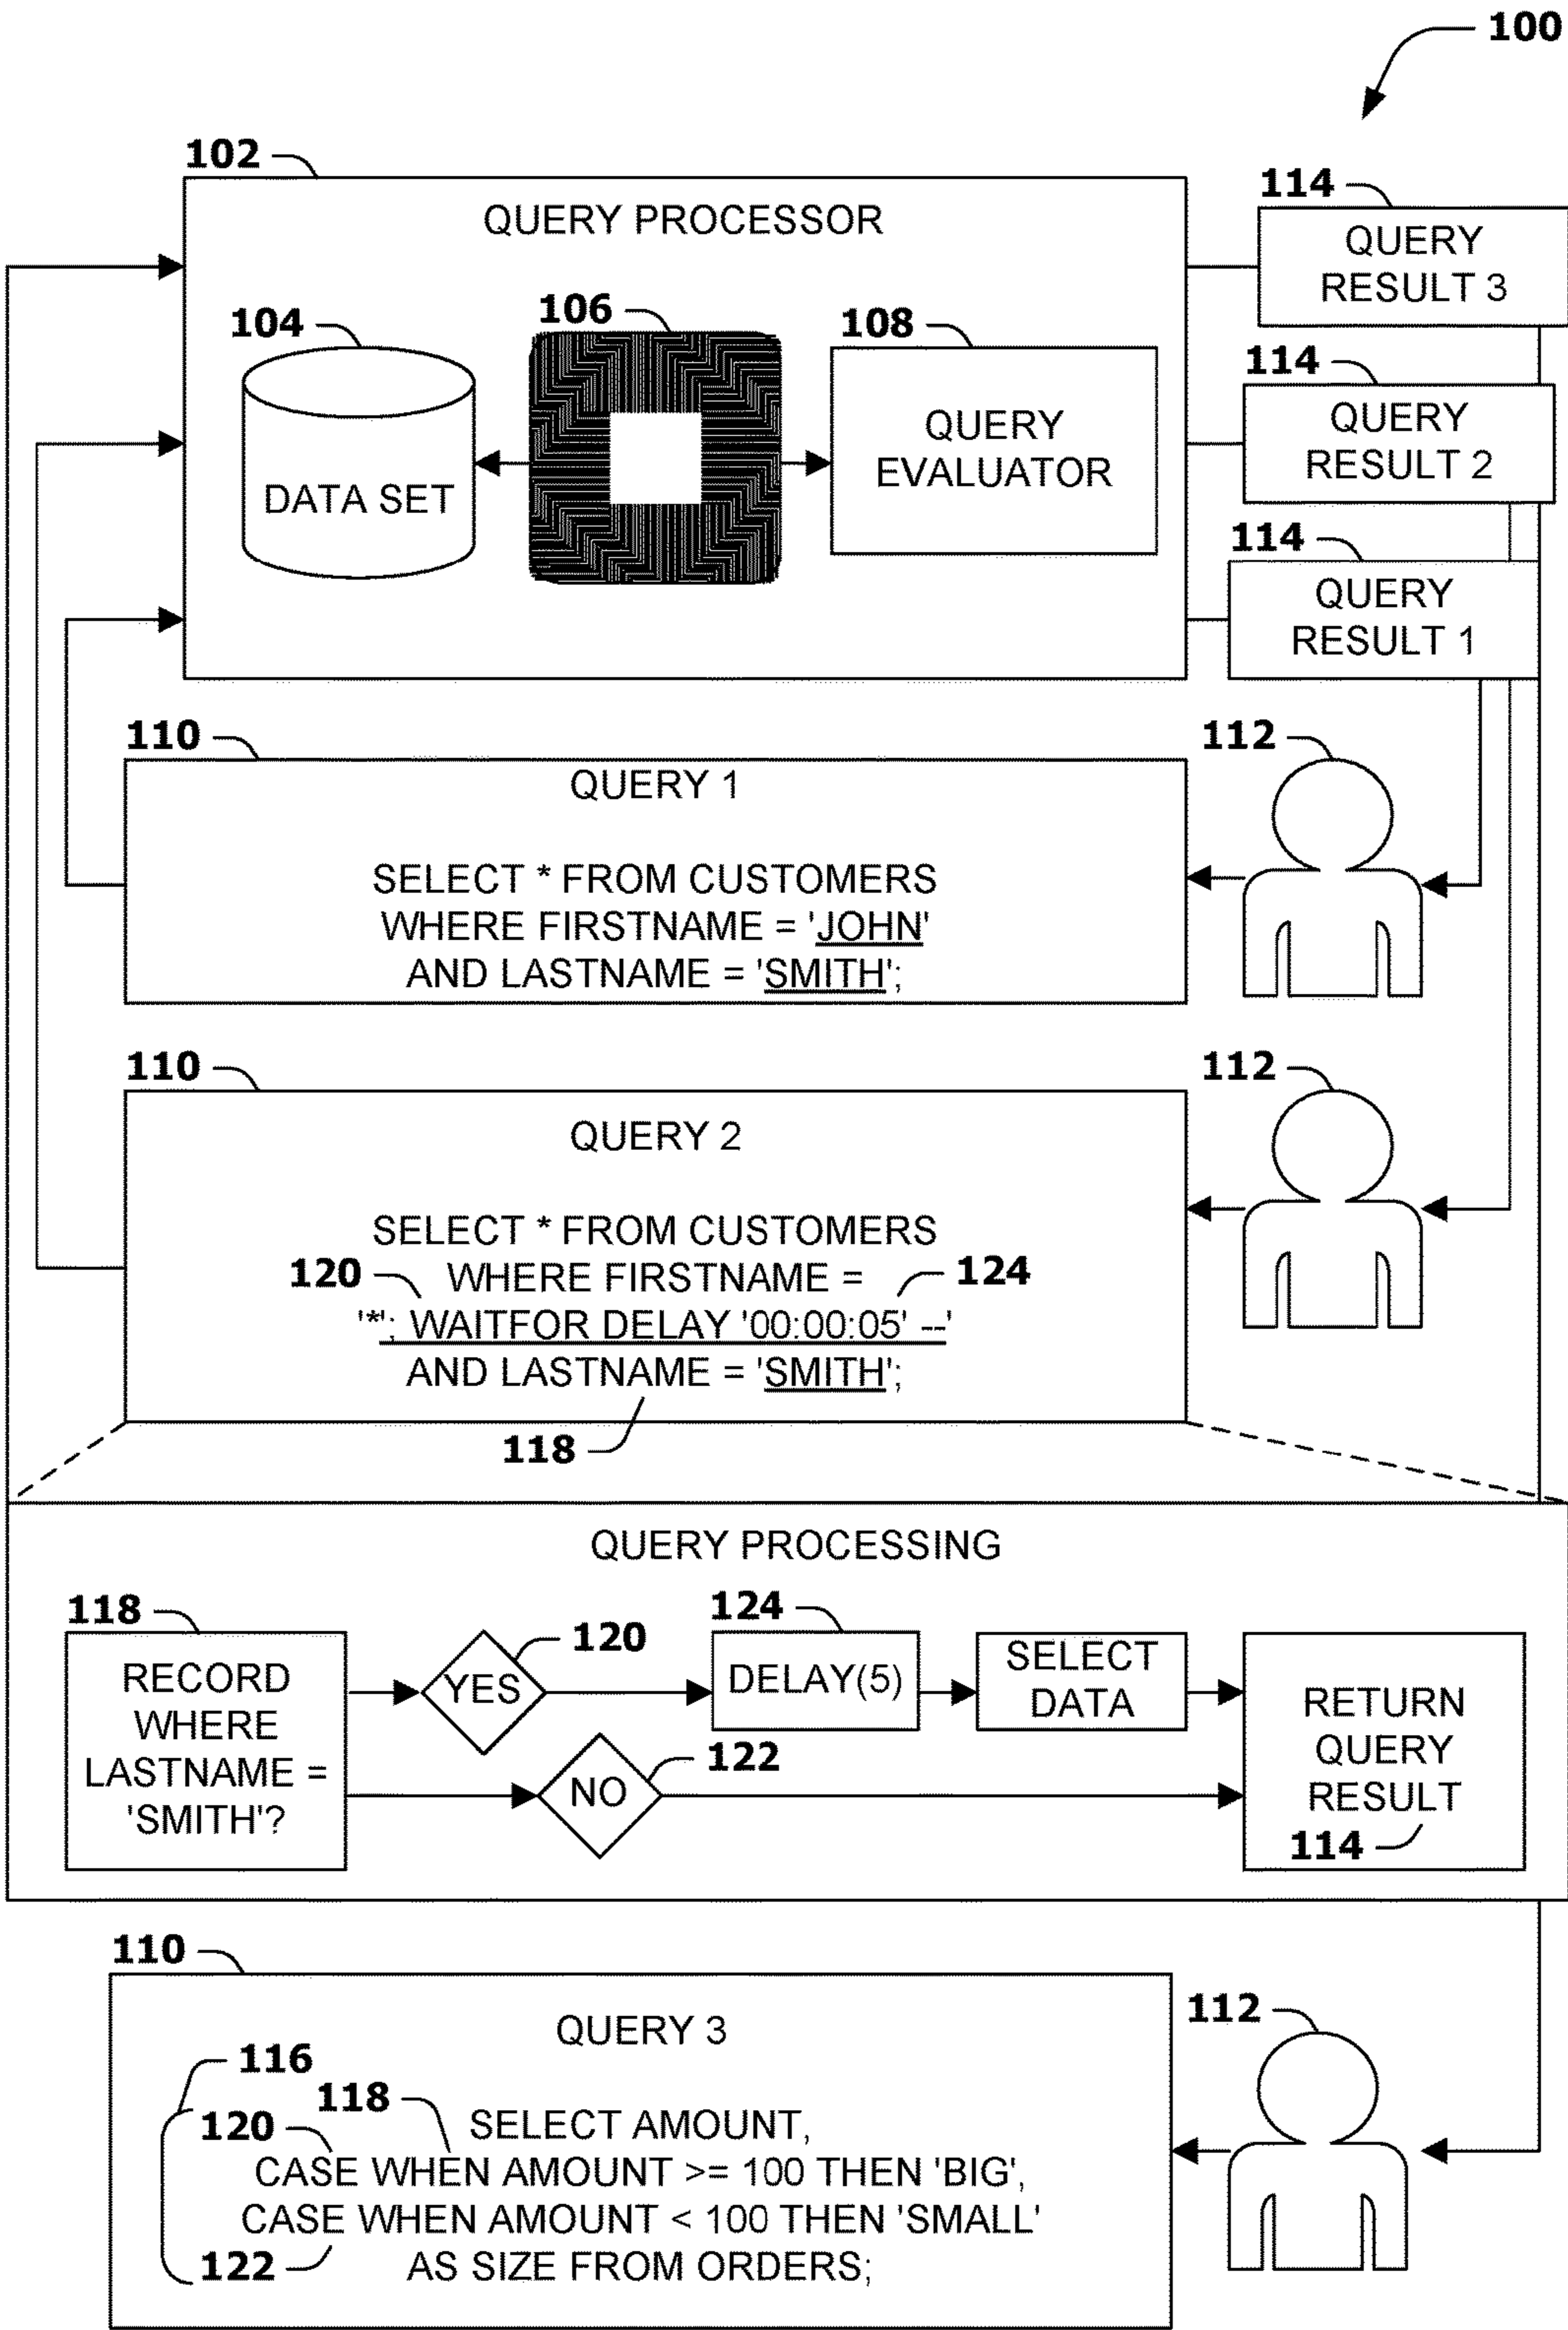 100
102
QUERY PROCESSOR
114
QUERY
RESULT 3
104
106
108
DATA SET
QUERY
EVALUATOR
114
QUERY
RESULT 2
114
QUERY
RESULT 1
110
QUERY 1
112
SELECT * FROM CUSTOMERS
WHERE FIRSTNAME = 'JOHN'
AND LASTNAME = 'SMITH';
110
QUERY 2
112
SELECT * FROM CUSTOMERS
120 WHERE FIRSTNAME = 124
'*'; WAITFOR DELAY '00:00:05' --'
AND LASTNAME = 'SMITH';
118
QUERY PROCESSING
118
RECORD
WHERE
LASTNAME =
'SMITH'?
YES
120
124
DELAY(5)
SELECT
DATA
NO
122
RETURN
QUERY
RESULT
114
110
QUERY 3
112
116
118
SELECT AMOUNT,
120
CASE WHEN AMOUNT >= 100 THEN 'BIG',
CASE WHEN AMOUNT < 100 THEN 'SMALL'
122
AS SIZE FROM ORDERS;